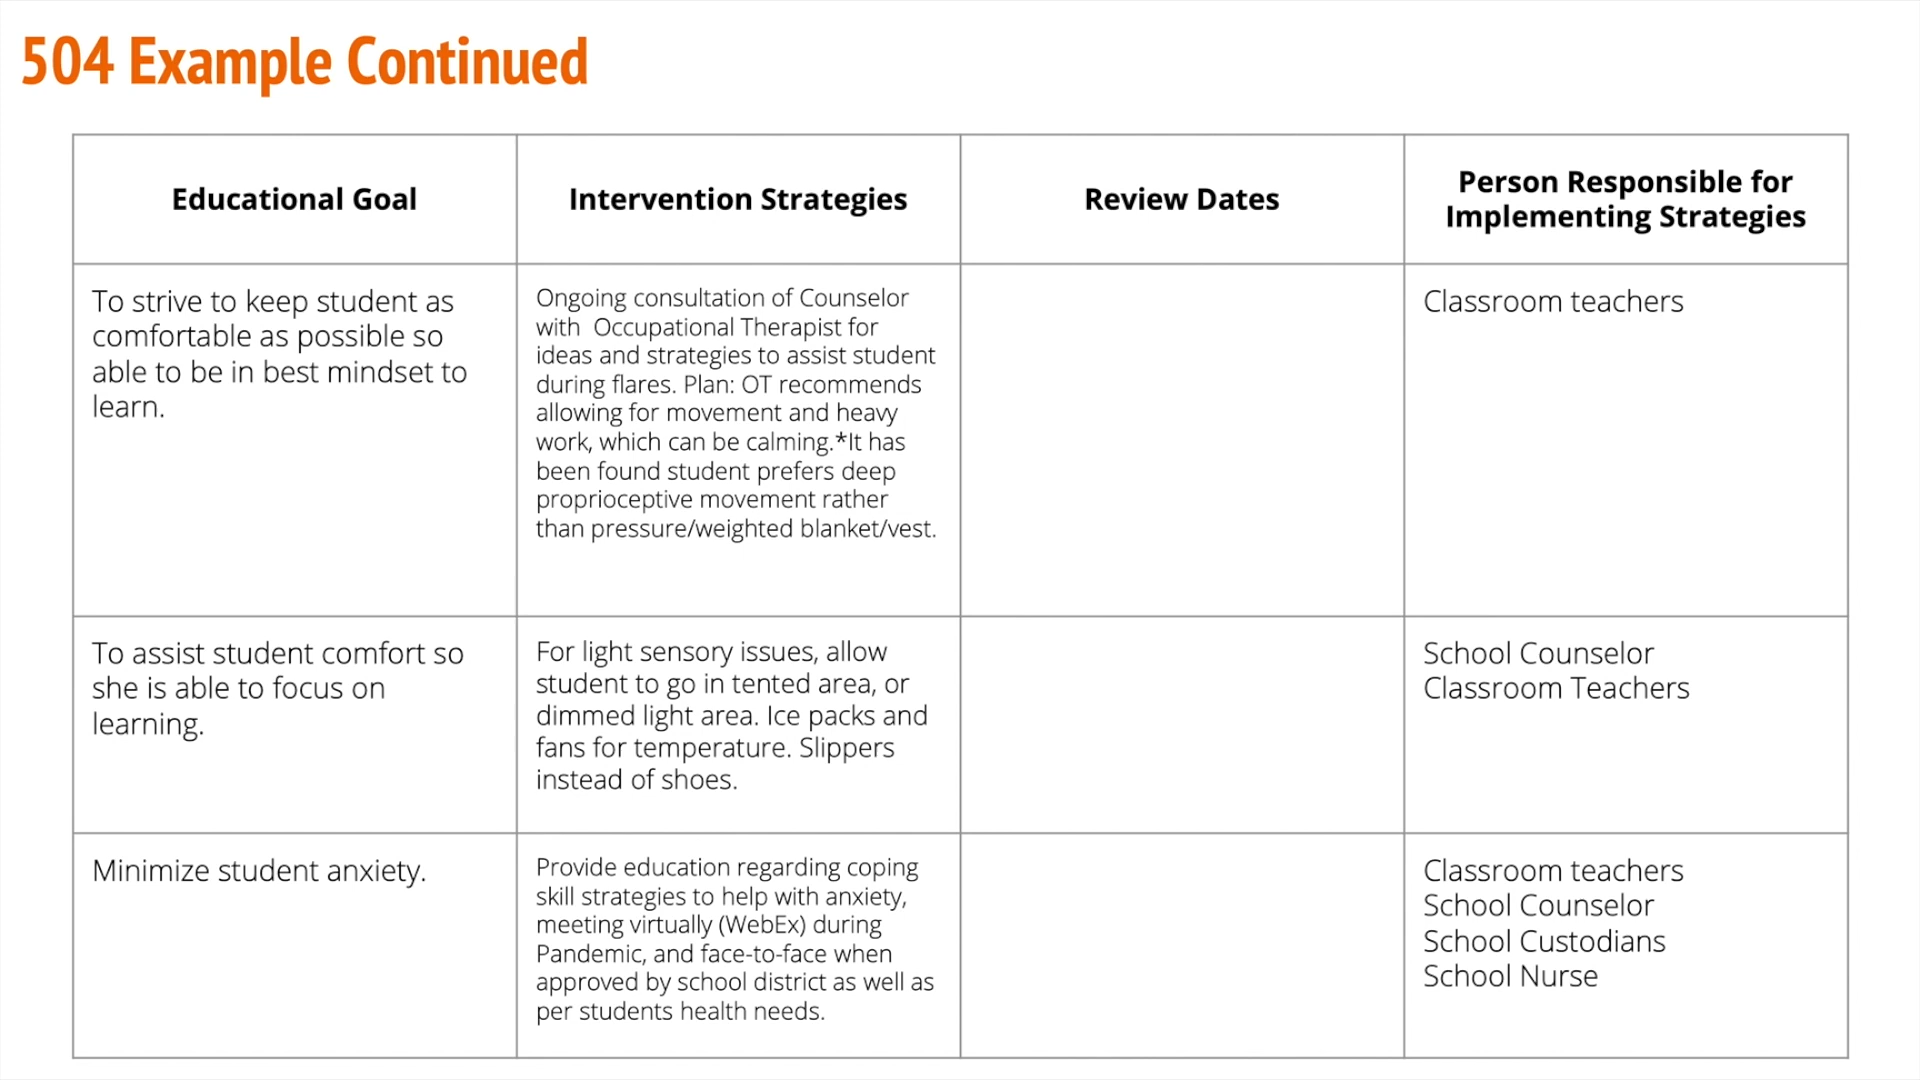 504 Example Continued
Educational Goal
Intervention Strategies
Review Dates
Person Responsible for
Implementing Strategies
To strive to keep student as
comfortable as possible so
able to be in best mindset to
learn.
Ongoing consultation of Counselor
with  Occupational Therapist for
ideas and strategies to assist student
during flares. Plan: OT recommends
allowing for movement and heavy
work, which can be calming.*It has
been found student prefers deep
proprioceptive movement rather
than pressure/weighted blanket/vest.
Classroom teachers
To assist student comfort so
she is able to focus on
learning.
For light sensory issues, allow
student to go in tented area, or
dimmed light area. Ice packs and
fans for temperature. Slippers
instead of shoes.
School Counselor
Classroom Teachers
Minimize student anxiety.
Provide education regarding coping
skill strategies to help with anxiety,
meeting virtually (WebEx) during
Pandemic, and face-to-face when
approved by school district as well as
per students health needs.
Classroom teachers
School Counselor
School Custodians
School Nurse